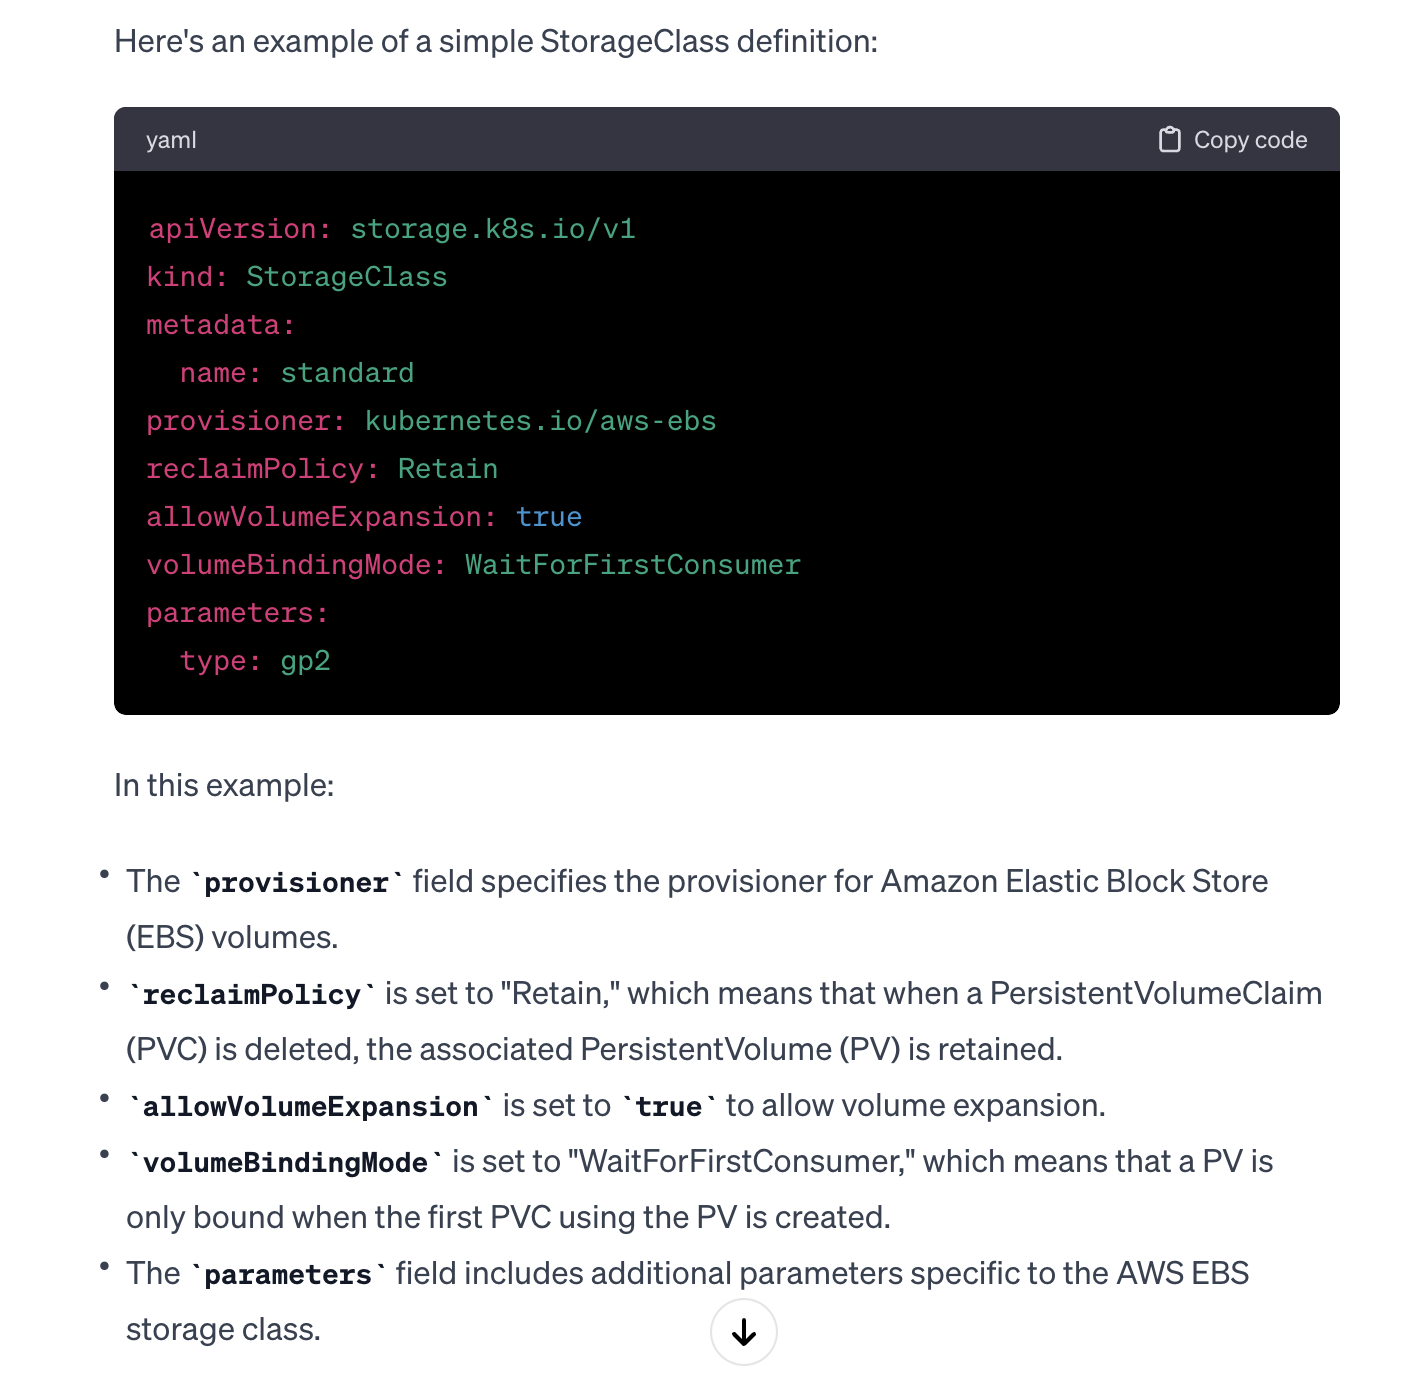 Here's an example of a simple StorageClass definition:
yaml
Copy code
apiVersion: storage.k8s.io/v1
kind: StorageClass
metadata:
  name: standard
provisioner: kubernetes.io/aws-ebs
reclaimPolicy: Retain
allowVolumeExpansion: true
volumeBindingMode: WaitForFirstConsumer
parameters:
  type: gp2
In this example:
• The `provisioner` field specifies the provisioner for Amazon Elastic Block Store
(EBS) volumes.
• `reclaimPolicy` is set to "Retain," which means that when a PersistentVolumeClaim
(PVC) is deleted, the associated PersistentVolume (PV) is retained.
• `allowVolumeExpansion` is set to `true` to allow volume expansion.
• `volumeBindingMode` is set to "WaitForFirstConsumer," which means that a PV is
only bound when the first PVC using the PV is created.
• The `parameters` field includes additional parameters specific to the AWS EBS
storage class.